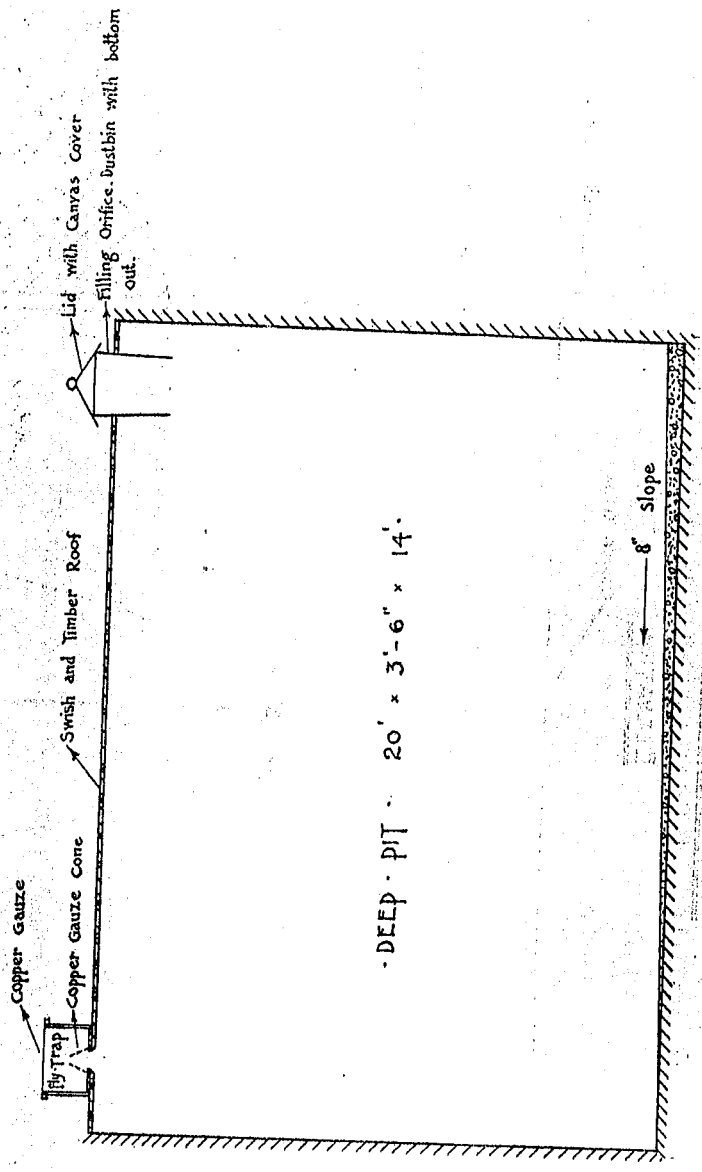 Copper Gauze
Fly-Trap
Copper Gauze Cone
Swish and Timber Roof
Lid with Canvas Cover
Filling Orifice. Dustbin with bottom
out.
· DEEP · PIT - 20' × 3'-6" × 14' ·
8" Slope